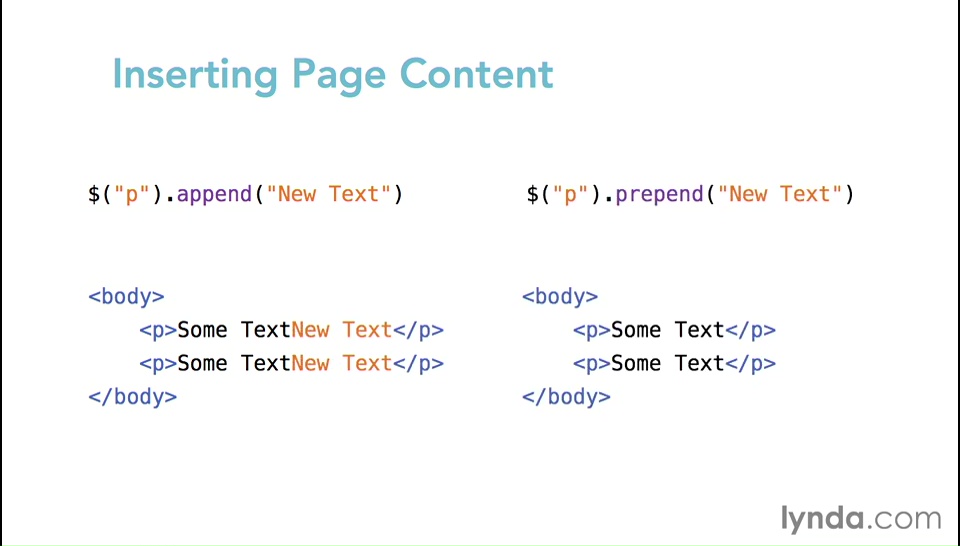 Inserting Page Content
$("p").append("New Text")
<body>
<p>Some TextNew Text</p>
<p>Some TextNew Text</p>
</body>
$("p").prepend("New Text")
<body>
<p>Some Text</p>
<p>Some Text</p>
</body>
lynda.com